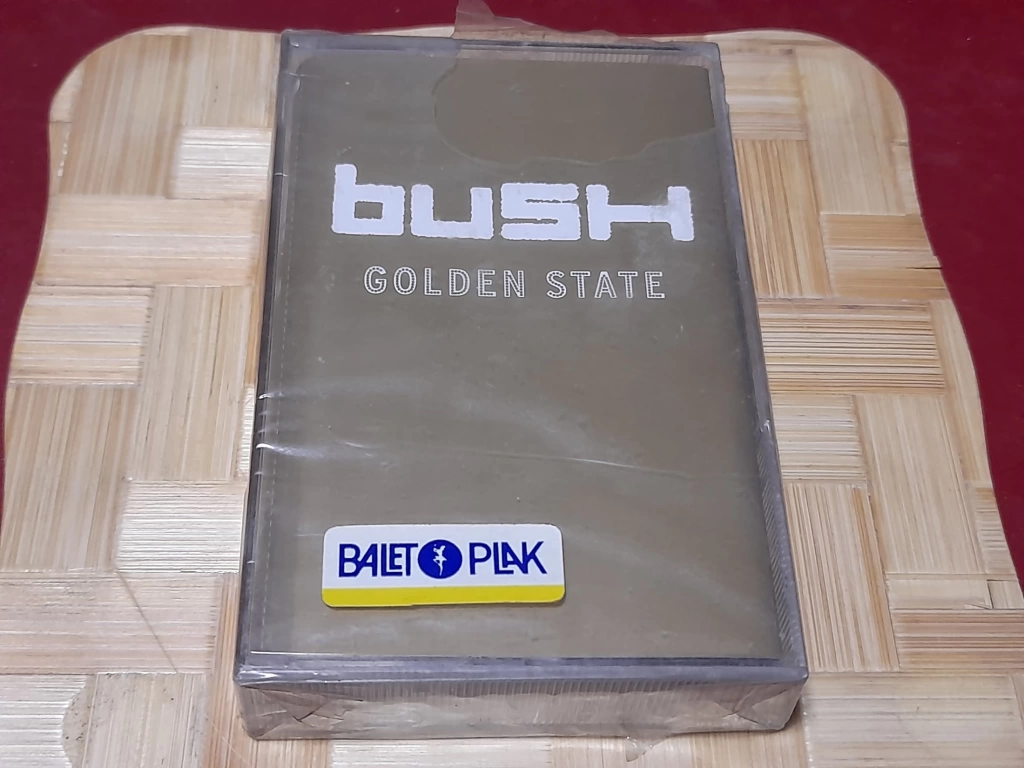 bush
GOLDEN STATE
BALET PLAK